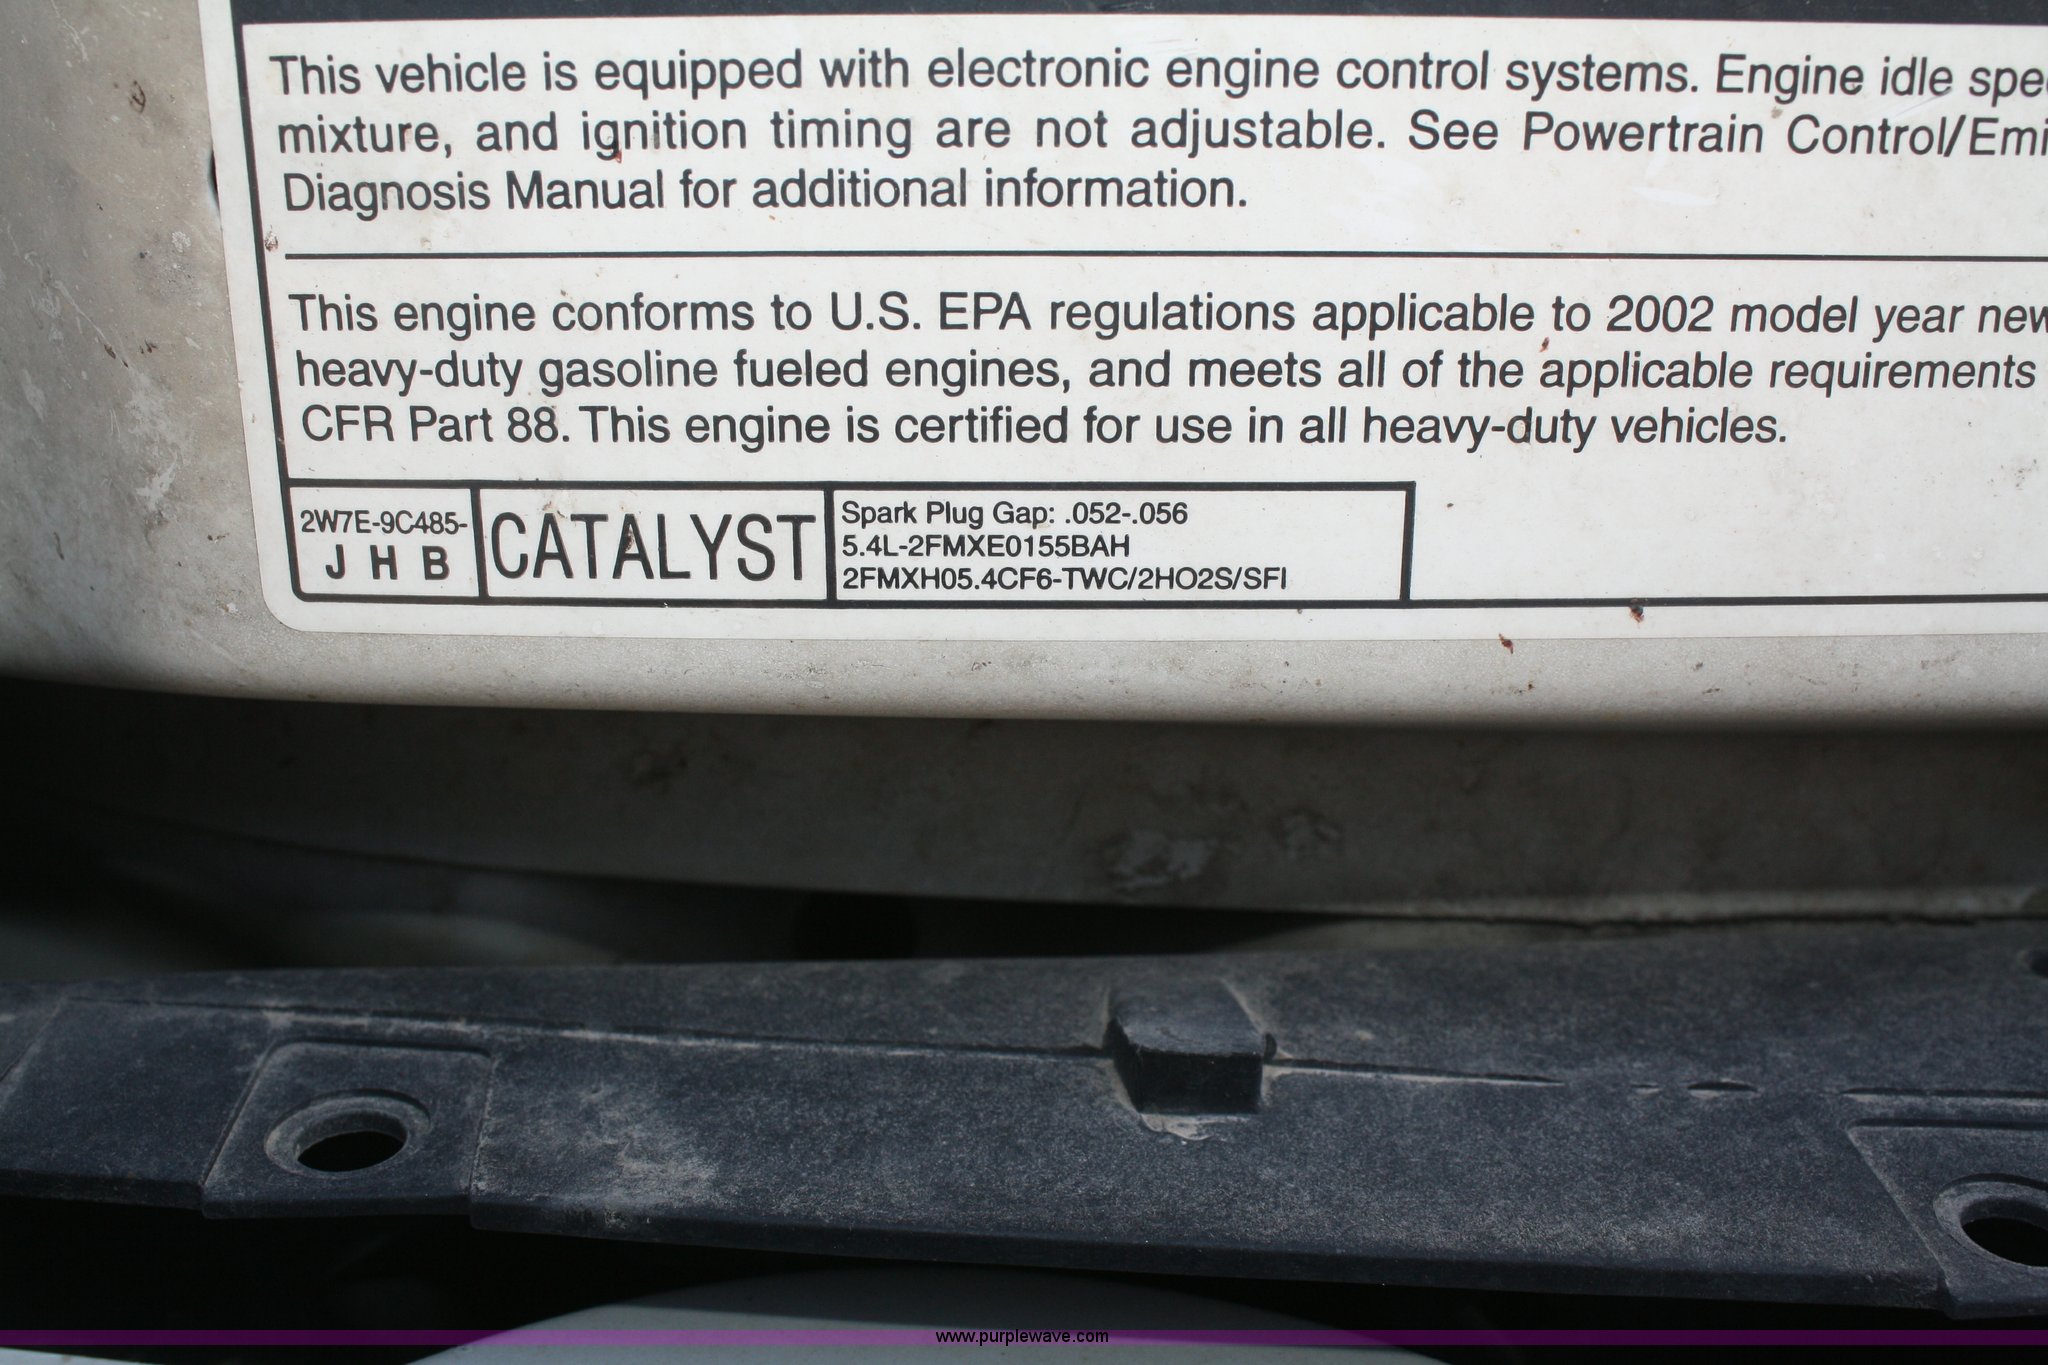 This vehicle is equipped with electronic engine control systems. Engine idle
mixture, and ignition timing are not adjustable. See Powertrain Control/
Diagnosis Manual for additional information.
This engine conforms to U.S. EPA regulations applicable to 2002 model year new
heavy-duty gasoline fueled engines, and meets all of the applicable requirements
CFR Part 88. This engine is certified for use in all heavy-duty vehicles.
2W7E-9C485-
J H B
CATALYST
Spark Plug Gap: .052-.056
5.4L-2FMXE0155BAH
2FMXH05.4CF6-TWC/2HO2S/SFI
www.purplewave.com